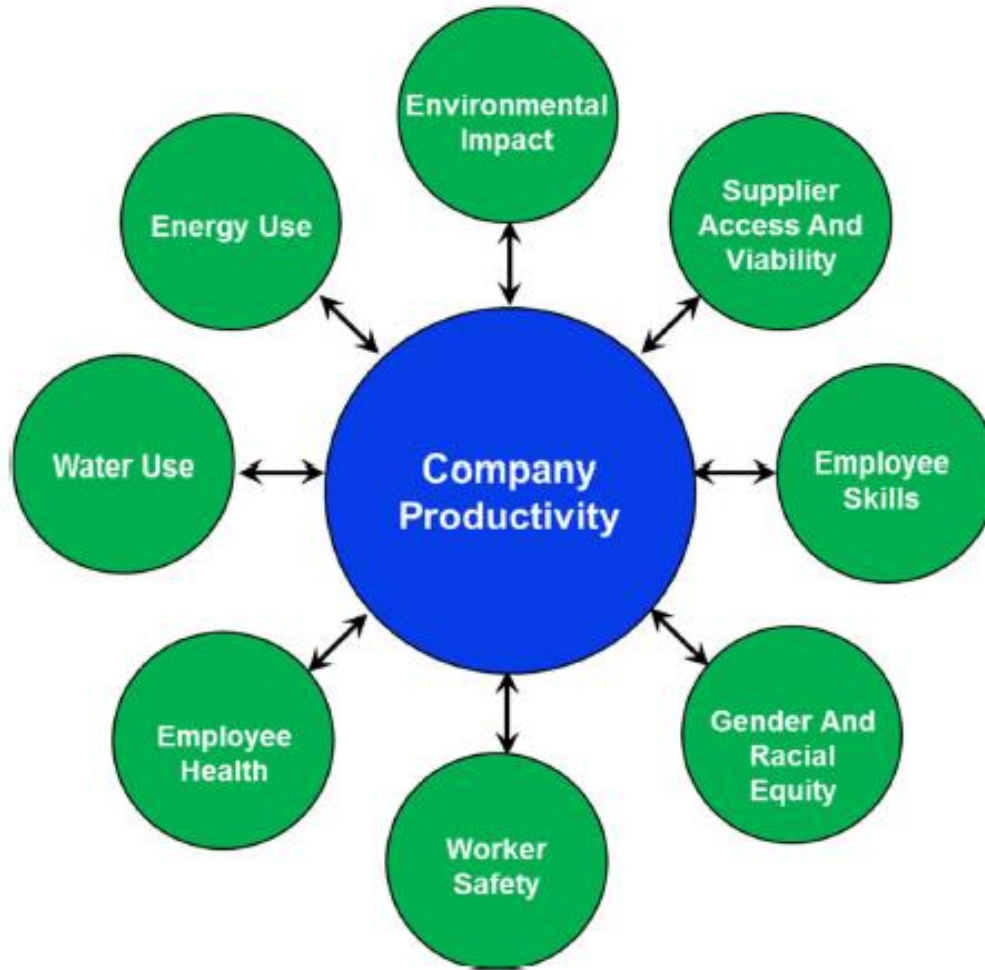 Environmental
Impact
Supplier
Access And
Viability
Energy Use
Company
Productivity
Water Use
Employee
Skills
Employee
Health
Gender And
Racial
Equity
Worker
Safety